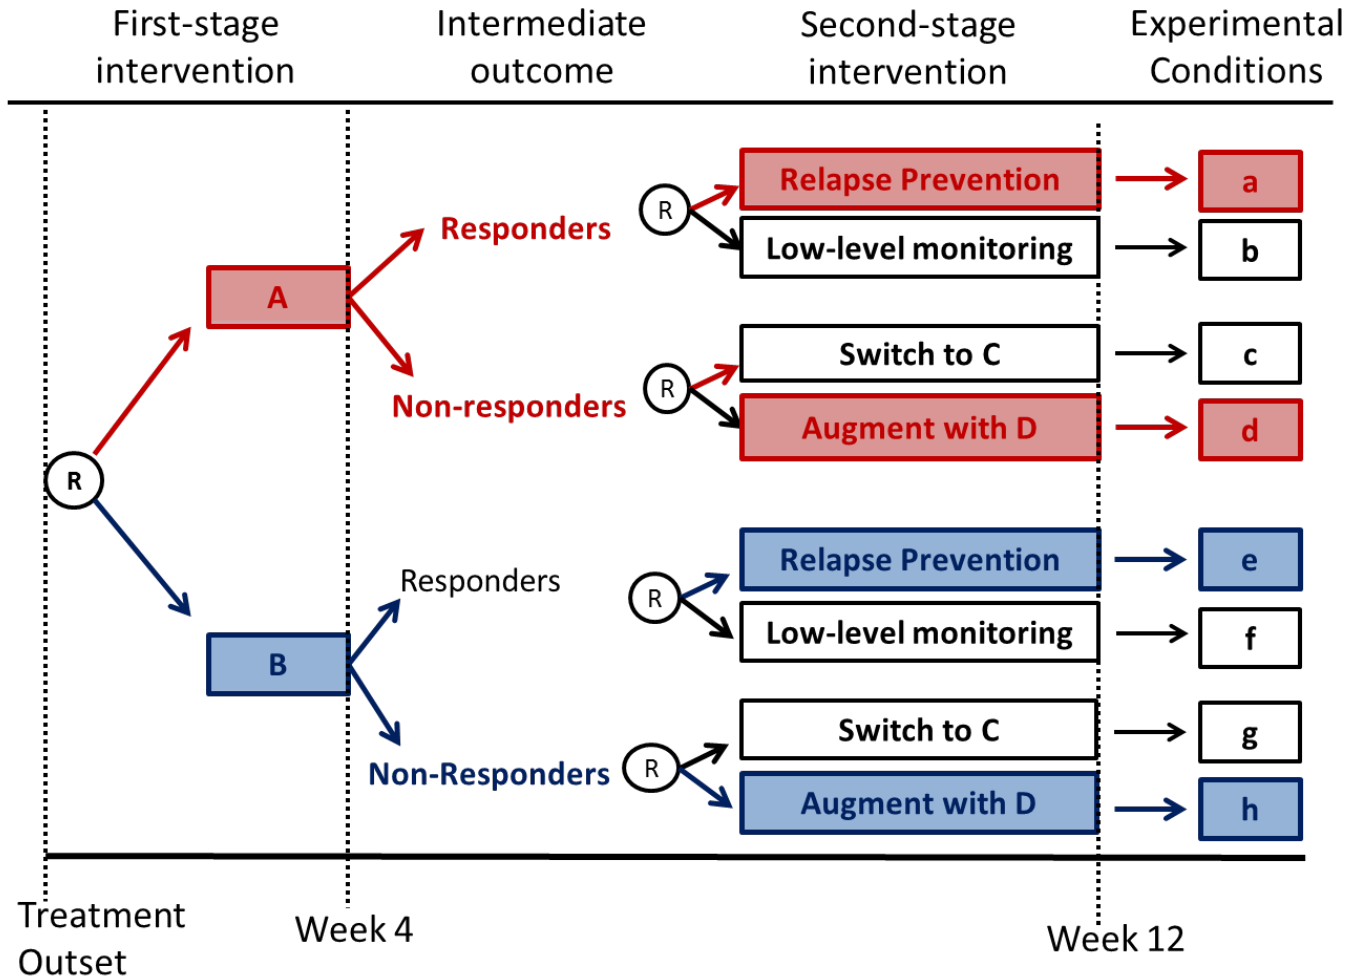 First-stage
intervention
Intermediate
outcome
Second-stage
intervention
Experimental
Conditions
R
A
Responders
R
Relapse Prevention
a
Low-level monitoring
b
Non-responders
R
Switch to C
c
Augment with D
d
B
Responders
R
Relapse Prevention
e
Low-level monitoring
f
Non-Responders
R
Switch to C
g
Augment with D
h
Treatment
Outset
Week 4
Week 12